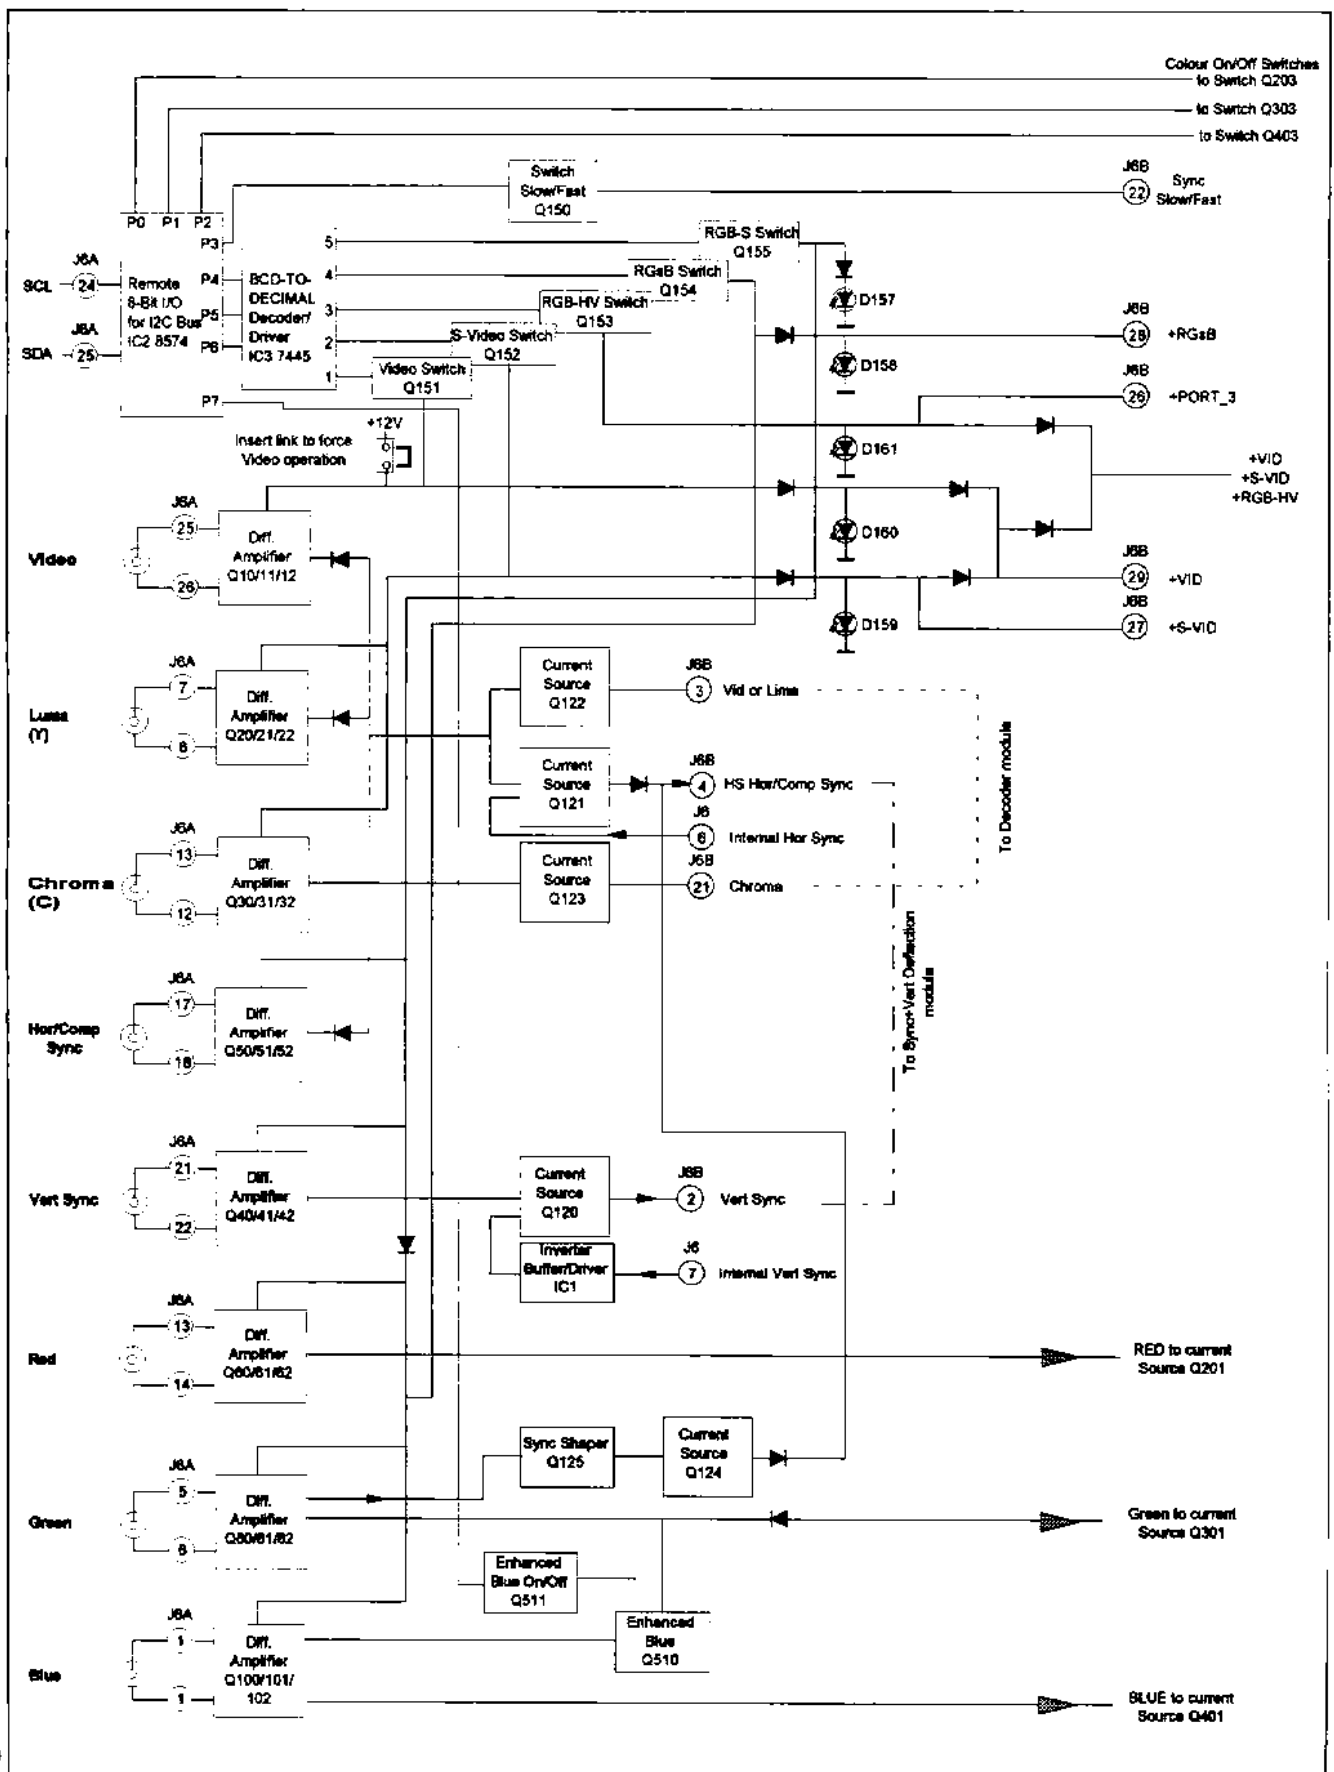 Colour On/Off Switches
to Switch Q203
to Switch Q303
to Switch Q403
J6B
22
Sync
Slow/Fast
Switch
Slow/Fast
Q150
P0 P1 P2
P3
P4
P5
P6
P7
J6A
SCL 24
J6A
SDA 25
Remote
8-Bit I/O
for I2C Bus
IC2 8574
BCD-TO-
DECIMAL
Decoder/
Driver
IC3 7445
5
4
3
2
1
RGB-S Switch
Q155
RGsB Switch
Q154
RGB-HV Switch
Q153
S-Video Switch
Q152
Video Switch
Q151
D157
D158
D161
D160
D159
J6B
28 +RGsB
J6B
26 +PORT_3
+VID
+S-VID
+RGB-HV
J6B
29 +VID
J6B
27 +S-VID
+12V
Insert link to force
Video operation
Video
J6A
25
26
Diff.
Amplifier
Q10/11/12
Luma
(Y)
J6A
7
8
Diff.
Amplifier
Q20/21/22
Current
Source
Q122
J6B
3 Vid or Lima
Current
Source
Q121
J6B
4 HS Hor/Comp Sync
J6
6 Internal Hor Sync
Chroma
(C)
J6A
13
12
Diff.
Amplifier
Q30/31/32
Current
Source
Q123
J6B
21 Chroma
To Decoder module
To Sync+Vert Deflection
module
Hor/Comp
Sync
J6A
17
18
Diff.
Amplifier
Q50/51/52
Vert Sync
J6A
21
22
Diff.
Amplifier
Q40/41/42
Current
Source
Q120
J6B
2 Vert Sync
Inverter
Buffer/Driver
IC1
J6
7 Internal Vert Sync
Red
J6A
13
14
Diff.
Amplifier
Q60/61/62
RED to current
Source Q201
Green
J6A
5
6
Diff.
Amplifier
Q80/81/82
Sync Shaper
Q125
Current
Source
Q124
Green to current
Source Q301
Enhanced
Blue On/Off
Q511
Enhanced
Blue
Q510
Blue
J6A
1
1
Diff.
Amplifier
Q100/101/
102
BLUE to current
Source Q401